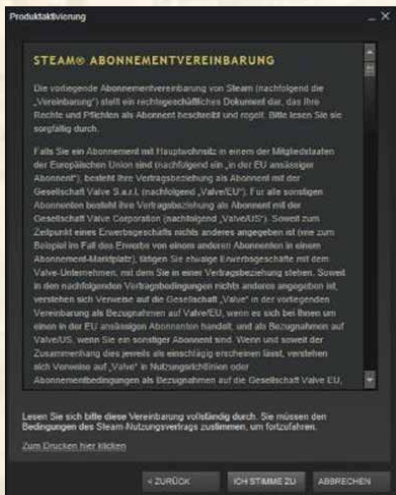 Produktaktivierung
STEAM® ABONNEMENTVEREINBARUNG
Die vorliegende Abonnementvereinbarung von Steam (nachfolgend die
„Vereinbarung") stellt ein rechtsgeschäftliches Dokument dar, das Ihre
Rechte und Pflichten als Abonnent beschreibt und regelt. Bitte lesen Sie sie
sorgfältig durch.
Falls Sie ein Abonnement mit Hauptwohnsitz in einem der Mitgliedstaaten
der Europäischen Union sind (nachfolgend ein „in der EU ansässiger
Abonnent"), besteht Ihre Vertragsbeziehung als Abonnent mit der
Gesellschaft Valve S.a.r.l. (nachfolgend „Valve/EU"). Für alle sonstigen
Abonnenten besteht ihre Vertragsbeziehung als Abonnent mit der
Gesellschaft Valve Corporation (nachfolgend „Valve/US"). Soweit zum
Zeitpunkt eines Erwerbsgeschäfts nichts anderes angegeben ist (wie zum
Beispiel im Fall des Erwerbs von einem anderen Abonnenten in einem
Abonnement-Marktplatz), tätigen Sie etwaige Erwerbsgeschäfte mit dem
Valve-Unternehmen, mit dem Sie in einer Vertragsbeziehung stehen. Soweit
in den nachfolgenden Vertragsbedingungen nichts anderes angegeben ist,
verstehen sich Verweise auf die Gesellschaft „Valve" in der vorliegenden
Vereinbarung als Bezugnahmen auf Valve/EU, wenn es sich bei Ihnen um
einen in der EU ansässigen Abonnenten handelt, und als Bezugnahmen auf
Valve/US, wenn Sie ein sonstiger Abonnent sind. Wenn und soweit der
Zusammenhang dies jeweils als einschlägig erscheinen lässt, verstehen
sich Verweise auf „Valve" in Nutzungsrichtlinien oder
Abonnementbedingungen als Bezugnahmen auf die Gesellschaft Valve EU,
Lesen Sie sich bitte diese Vereinbarung vollständig durch. Sie müssen den
Bedingungen des Steam-Nutzungsvertrags zustimmen, um fortzufahren.
Zum Drucken hier klicken
< ZURÜCK ICH STIMME ZU ABBRECHEN